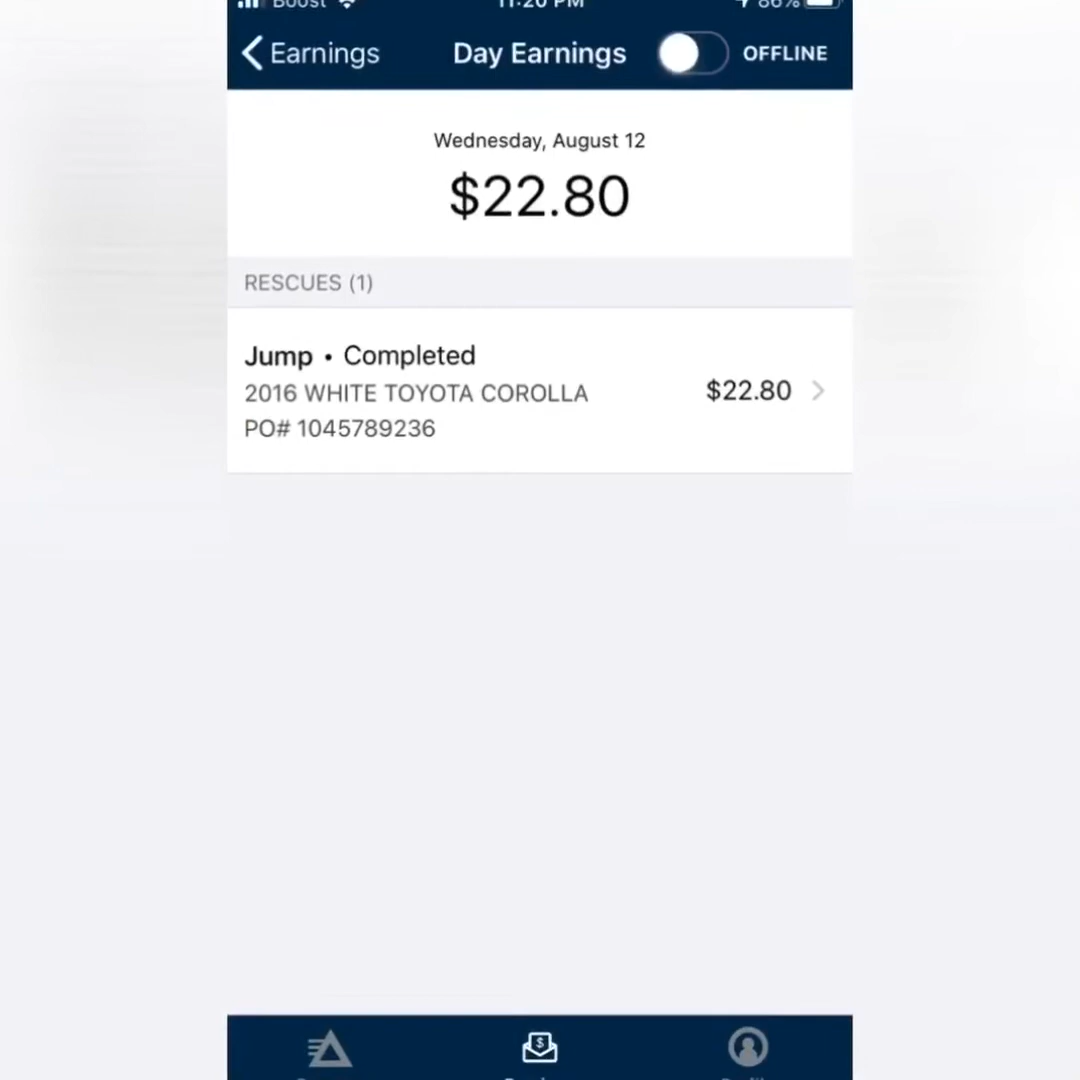 Boost 11:20 PM 86%
Earnings Day Earnings OFFLINE
Wednesday, August 12
$22.80
RESCUES (1)
Jump • Completed
2016 WHITE TOYOTA COROLLA
$22.80
PO# 1045789236